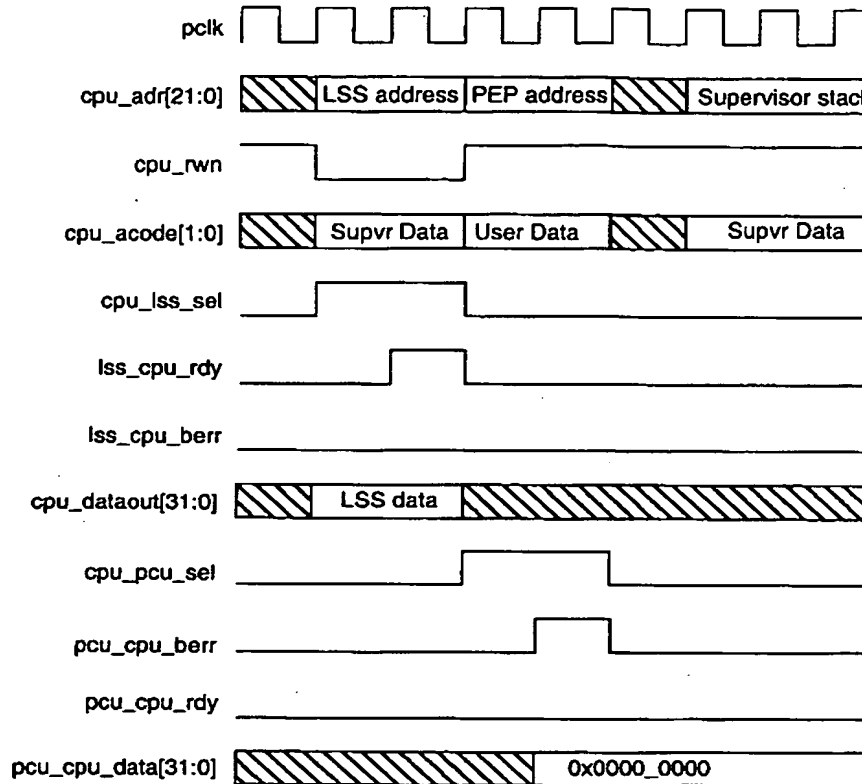 pclk
cpu_adr[21:0] LSS address PEP address Supervisor stack
cpu_rwn
cpu_acode[1:0] Supvr Data User Data Supvr Data
cpu_lss_sel
lss_cpu_rdy
lss_cpu_berr
cpu_dataout[31:0] LSS data
cpu_pcu_sel
pcu_cpu_berr
pcu_cpu_rdy
pcu_cpu_data[31:0] 0x0000_0000